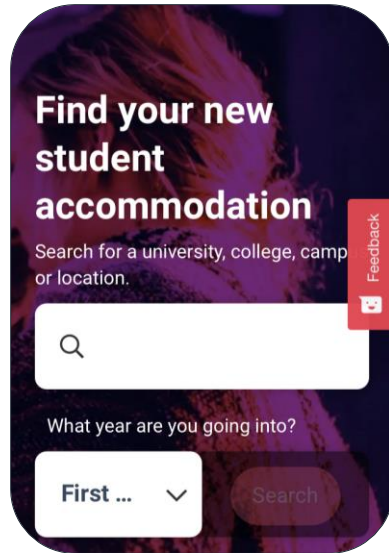 Find your new
student
accommodation
Search for a university, college, campus
or location.
Feedback
What year are you going into?
First ...
Search